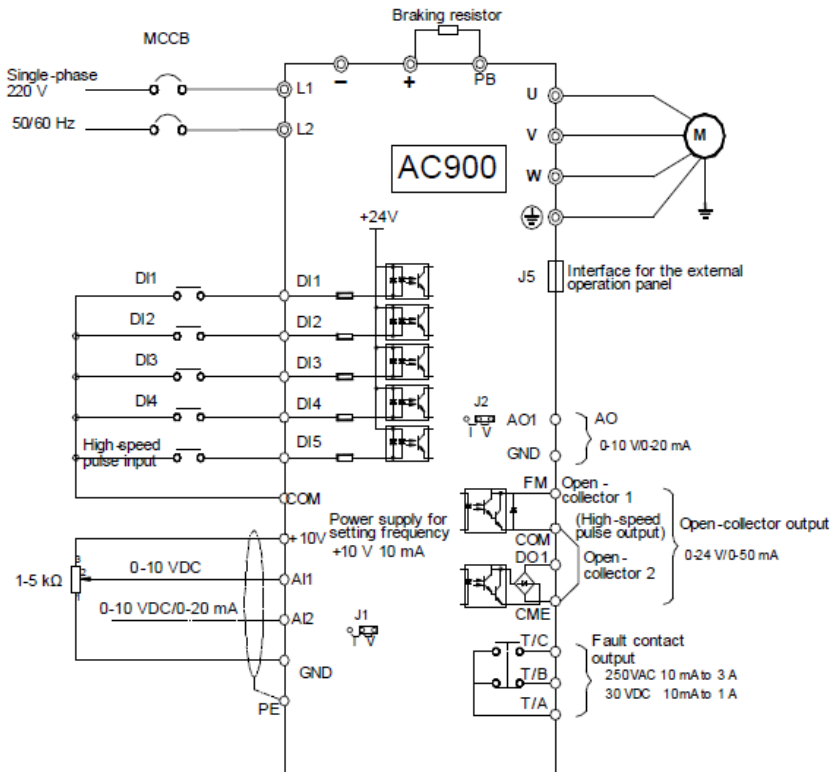 Braking resistor
MCCB
Single-phase
220 V
50/60 Hz
L1
L2
−
+
PB
U
V
W
M
AC900
+24V
J5
Interface for the external
operation panel
DI1
DI1
DI2
DI2
DI3
DI3
DI4
DI4
High-speed
pulse input
DI5
COM
J2
I V
AO1
AO
0-10 V/0-20 mA
GND
FM
Open -
collector 1
(High-speed
pulse output)
COM
DO1
Open-
collector 2
CME
Open-collector output
0-24 V/0-50 mA
+10V
Power supply for
setting frequency
+10 V 10 mA
1-5 kΩ
3
2
1
0-10 VDC
AI1
0-10 VDC/0-20 mA
AI2
J1
I V
GND
PE
T/C
T/B
T/A
Fault contact
output
250VAC 10 mA to 3 A
30 VDC 10mA to 1 A